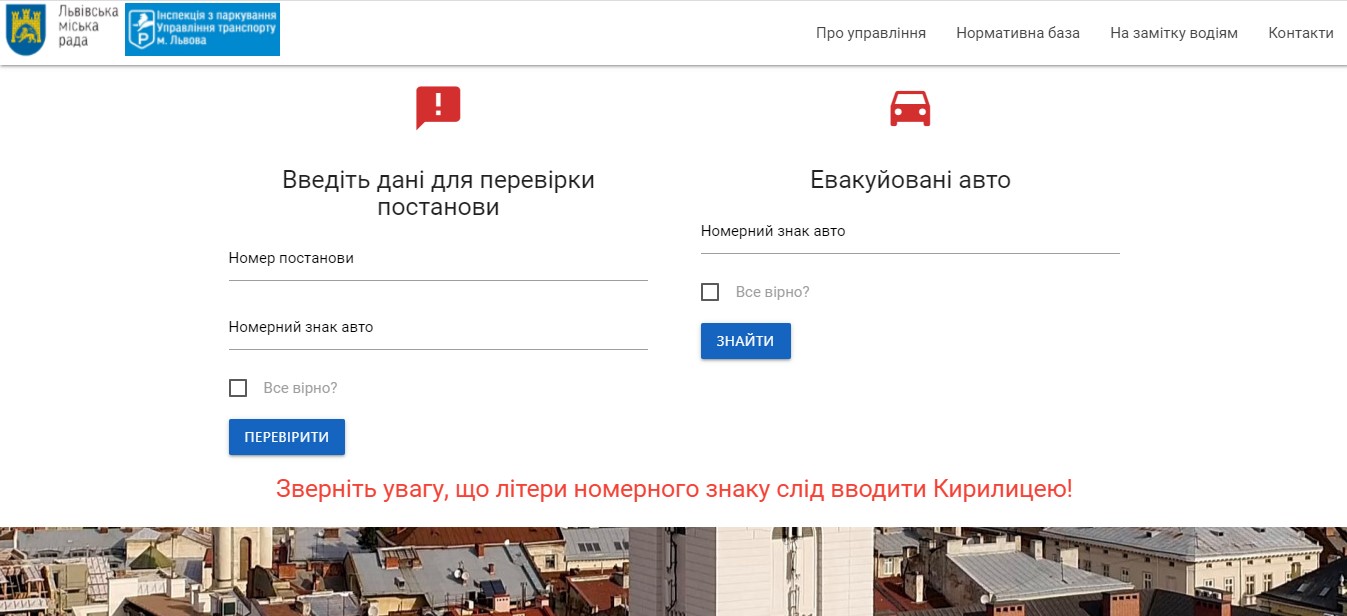 Львівська
міська
рада
Інспекція з паркування
Управління транспорту
м. Львова
Р
Про управління
Нормативна база
На замітку водіям
Контакти
Введіть дані для перевірки
постанови
Номер постанови
Номерний знак авто
Все вірно?
ПЕРЕВІРИТИ
Евакуйовані авто
Номерний знак авто
Все вірно?
ЗНАЙТИ
Зверніть увагу, що літери номерного знаку слід вводити Кирилицею!